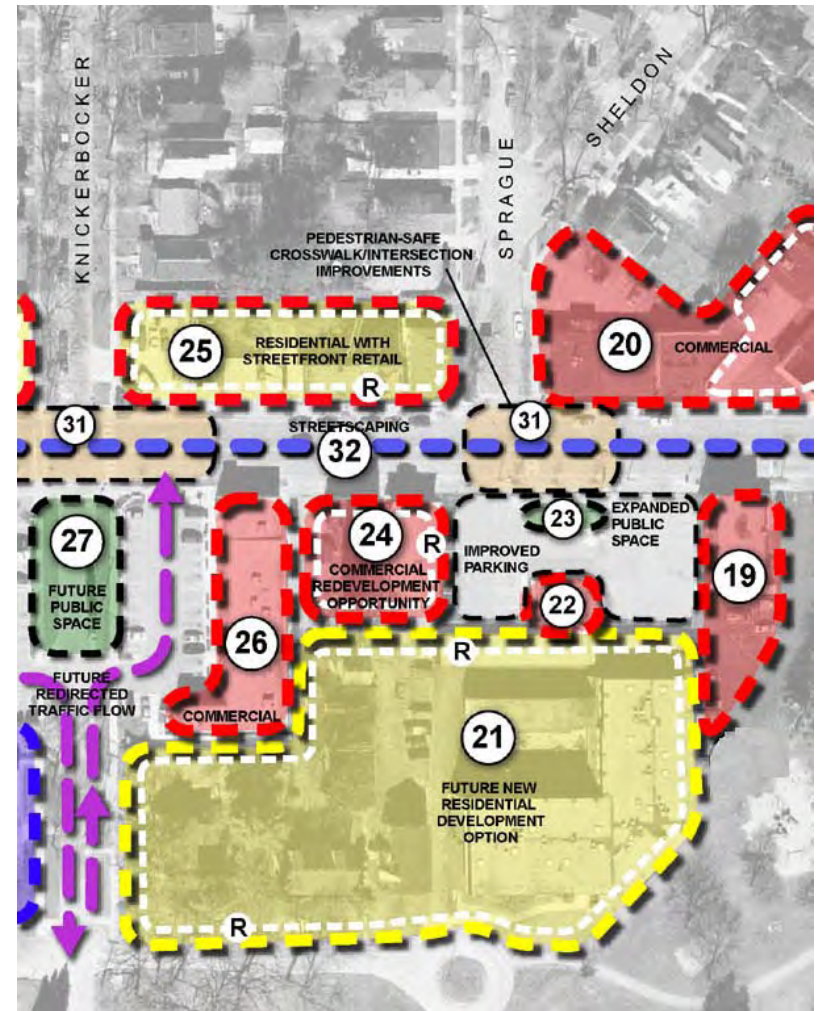 KNICKERBOCKER
SPRAGUE
SHELDON
PEDESTRIAN-SAFE
CROSSWALK/INTERSECTION
IMPROVEMENTS
25
RESIDENTIAL WITH
STREETFRONT RETAIL
R
20
COMMERCIAL
31
STREETSCAPING
32
31
27
FUTURE
PUBLIC
SPACE
24
COMMERCIAL
REDEVELOPMENT
OPPORTUNITY
R
IMPROVED
PARKING
23
EXPANDED
PUBLIC
SPACE
22
19
26
COMMERCIAL
FUTURE
REDIRECTED
TRAFFIC FLOW
R
21
FUTURE NEW
RESIDENTIAL
DEVELOPMENT
OPTION
R